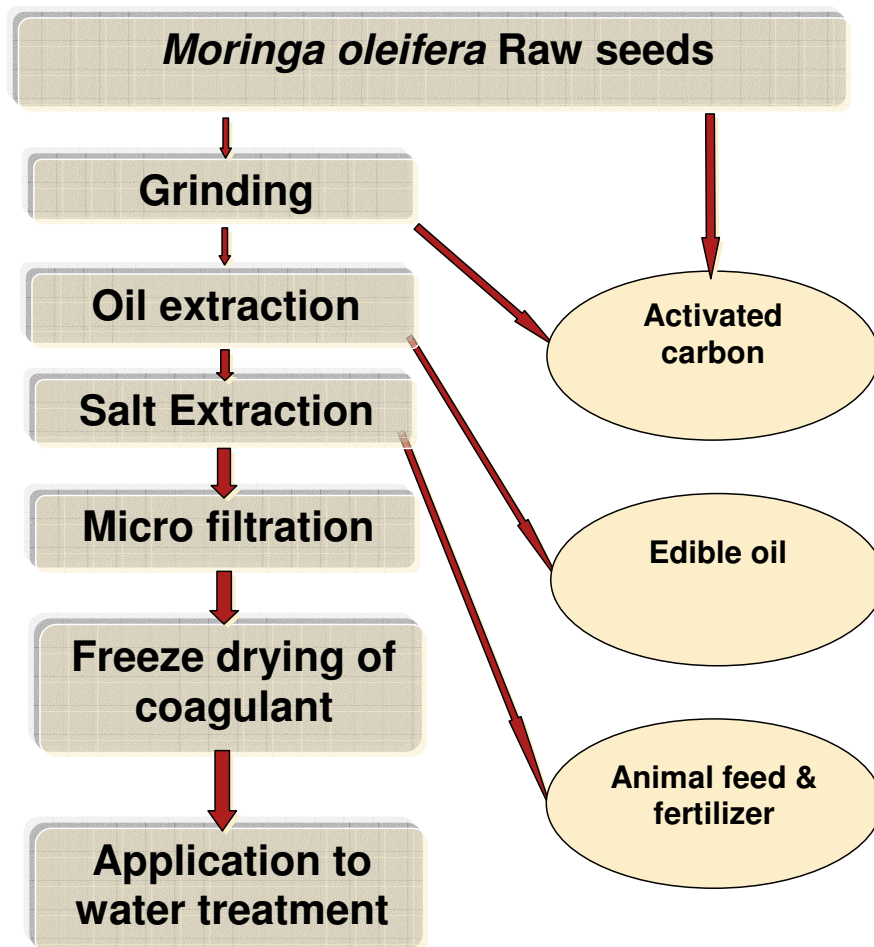 Moringa oleifera Raw seeds
Grinding
Oil extraction
Salt Extraction
Micro filtration
Freeze drying of
coagulant
Application to
water treatment
Activated
carbon
Edible oil
Animal feed &
fertilizer